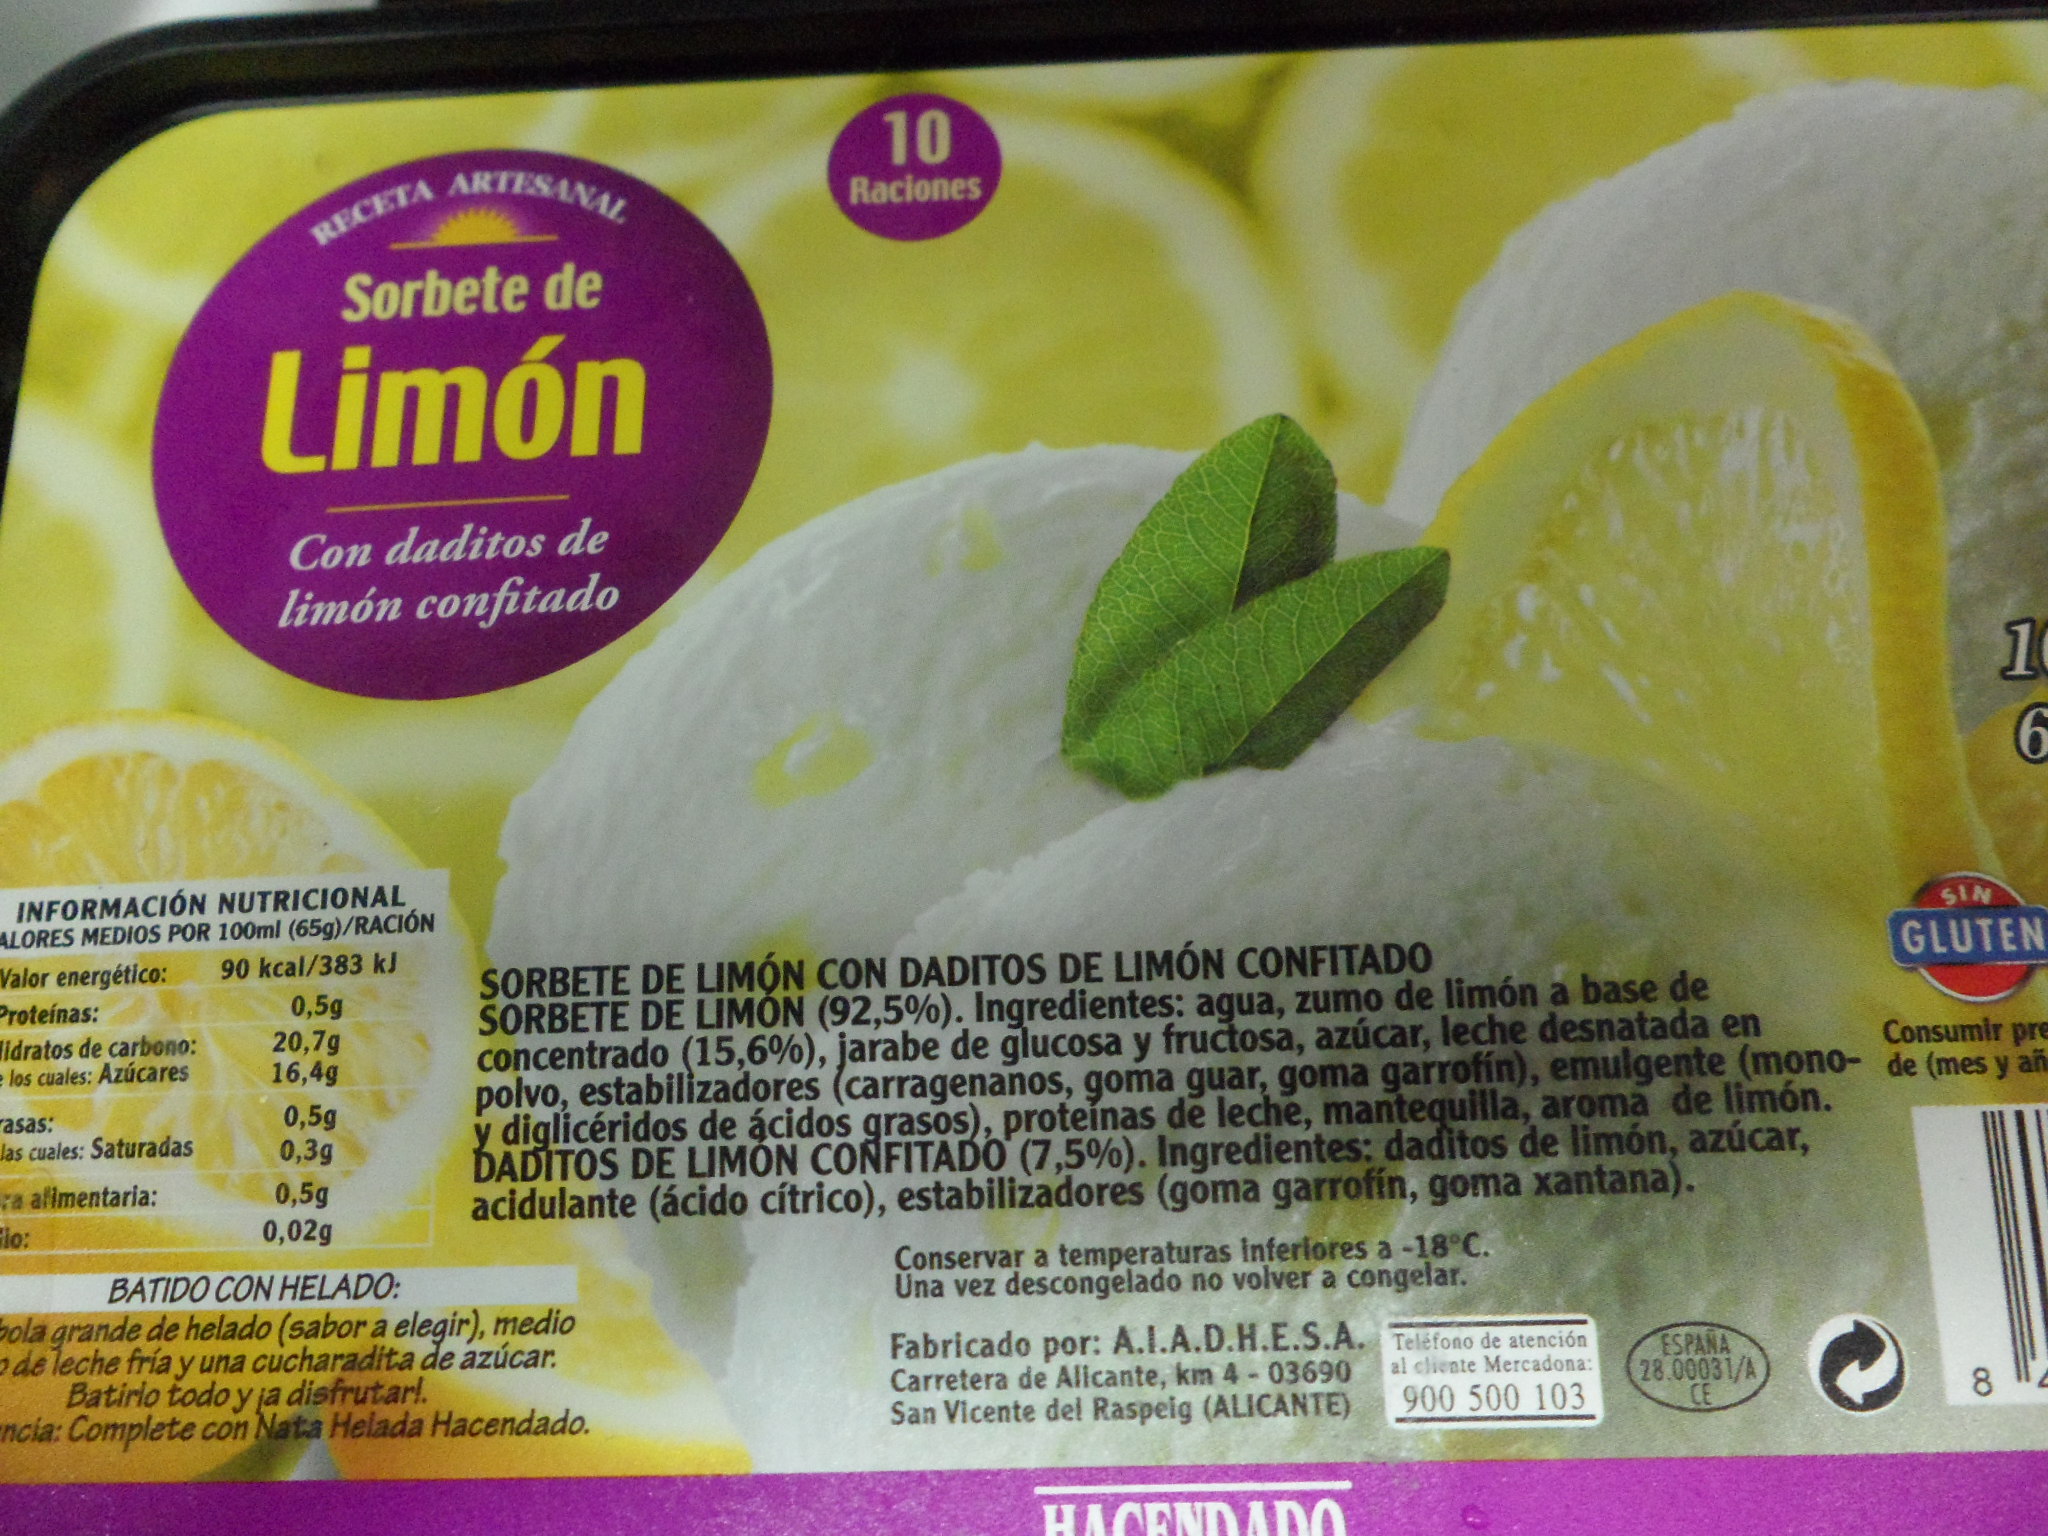 RECETA ARTESANAL
Sorbete de
Limón
Con daditos de
limón confitado
10
Raciones
INFORMACIÓN NUTRICIONAL
ALORES MEDIOS POR 100ml (65g)/RACIÓN
Valor energético: 90 kcal/383 kJ
Proteínas: 0,5g
idratos de carbono: 20,7g
los cuales: Azúcares 16,4g
rasas: 0,5g
las cuales: Saturadas 0,3g
ra alimentaria: 0,5g
io: 0,02g
BATIDO CON HELADO:
bola grande de helado (sabor a elegir), medio
de leche fría y una cucharadita de azúcar.
Batirlo todo y ¡a disfrutar!.
encia: Complete con Nata Helada Hacendado.
SORBETE DE LIMÓN CON DADITOS DE LIMÓN CONFITADO
SORBETE DE LIMÓN (92,5%). Ingredientes: agua, zumo de limón a base de
concentrado (15,6%), jarabe de glucosa y fructosa, azúcar, leche desnatada en
polvo, estabilizadores (carragenanos, goma guar, goma garrofín), emulgente (mono-
y diglicéridos de ácidos grasos), proteínas de leche, mantequilla, aroma de limón.
DADITOS DE LIMÓN CONFITADO (7,5%). Ingredientes: daditos de limón, azúcar,
acidulante (ácido cítrico), estabilizadores (goma garrofín, goma xantana).
Conservar a temperaturas inferiores a -18°C.
Una vez descongelado no volver a congelar.
Fabricado por: A.I.A.D.H.E.S.A.
Carretera de Alicante, km 4 - 03690
San Vicente del Raspeig (ALICANTE)
Teléfono de atención
al cliente Mercadona:
900 500 103
ESPAÑA
28.00031/A
CE
SIN
GLUTEN
Consumir pre
de (mes y añ
8
HACENDADO